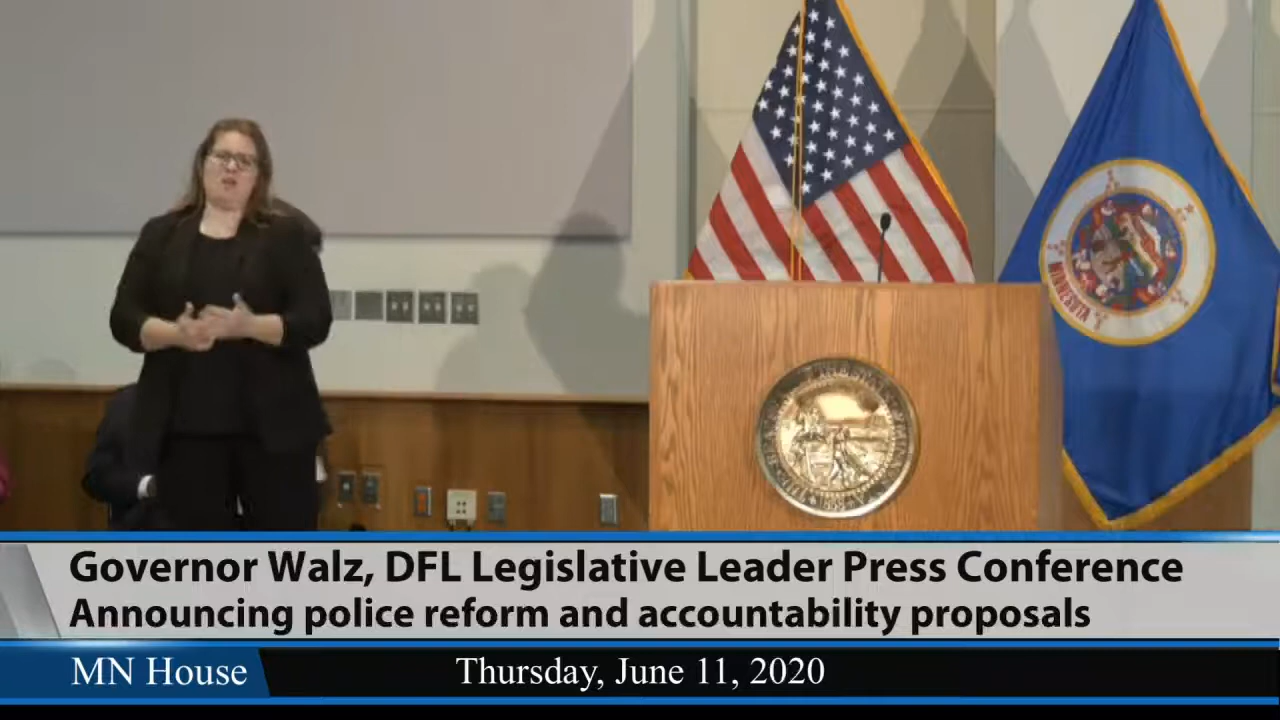 MINNESOTA
Governor Walz, DFL Legislative Leader Press Conference
Announcing police reform and accountability proposals
MN House
Thursday, June 11, 2020